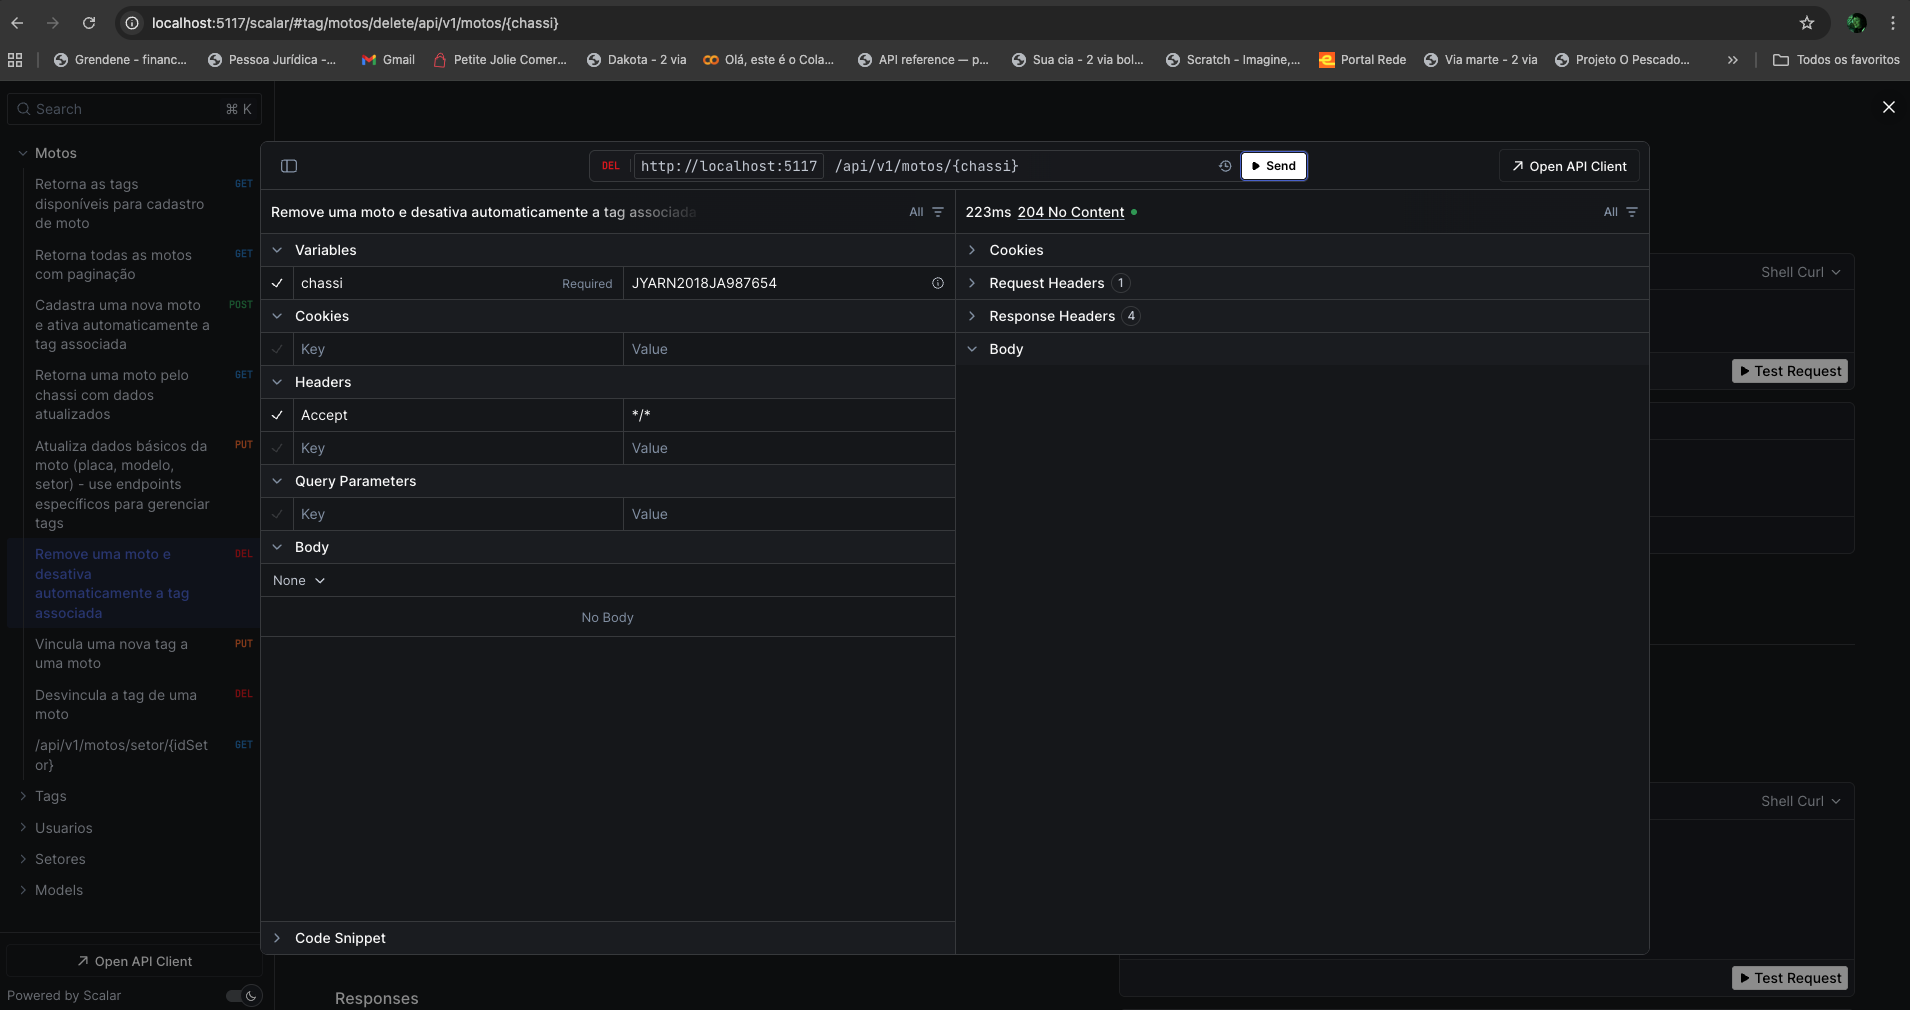 localhost:5117/scalar/#tag/motos/delete/api/v1/motos/{chassi}
Grendene - financ...
Pessoa Jurídica -...
Gmail
Petite Jolie Comer...
Dakota - 2 via
Olá, este é o Cola...
API reference — p...
Sua cia - 2 via bol...
Scratch - Imagine,...
Portal Rede
Via marte - 2 via
Projeto O Pescado...
Todos os favoritos
Search
⌘ K
Motos
Retorna as tags
disponíveis para cadastro
de moto
GET
Retorna todas as motos
com paginação
GET
Cadastra uma nova moto
e ativa automaticamente a
tag associada
POST
Retorna uma moto pelo
chassi com dados
atualizados
GET
Atualiza dados básicos da
moto (placa, modelo,
setor) - use endpoints
específicos para gerenciar
tags
PUT
Remove uma moto e
desativa
automaticamente a tag
associada
DEL
Vincula uma nova tag a
uma moto
PUT
Desvincula a tag de uma
moto
DEL
/api/v1/motos/setor/{idSet
or}
GET
Tags
Usuarios
Setores
Models
Open API Client
Powered by Scalar
DEL http://localhost:5117 /api/v1/motos/{chassi}
Send
Open API Client
Remove uma moto e desativa automaticamente a tag associada
All
Variables
chassi Required JYARN2018JA987654
Cookies
Key Value
Headers
Accept */*
Key Value
Query Parameters
Key Value
Body
None
No Body
Code Snippet
223ms 204 No Content
All
Cookies
Request Headers 1
Response Headers 4
Body
Shell Curl
Test Request
Shell Curl
Test Request
Responses